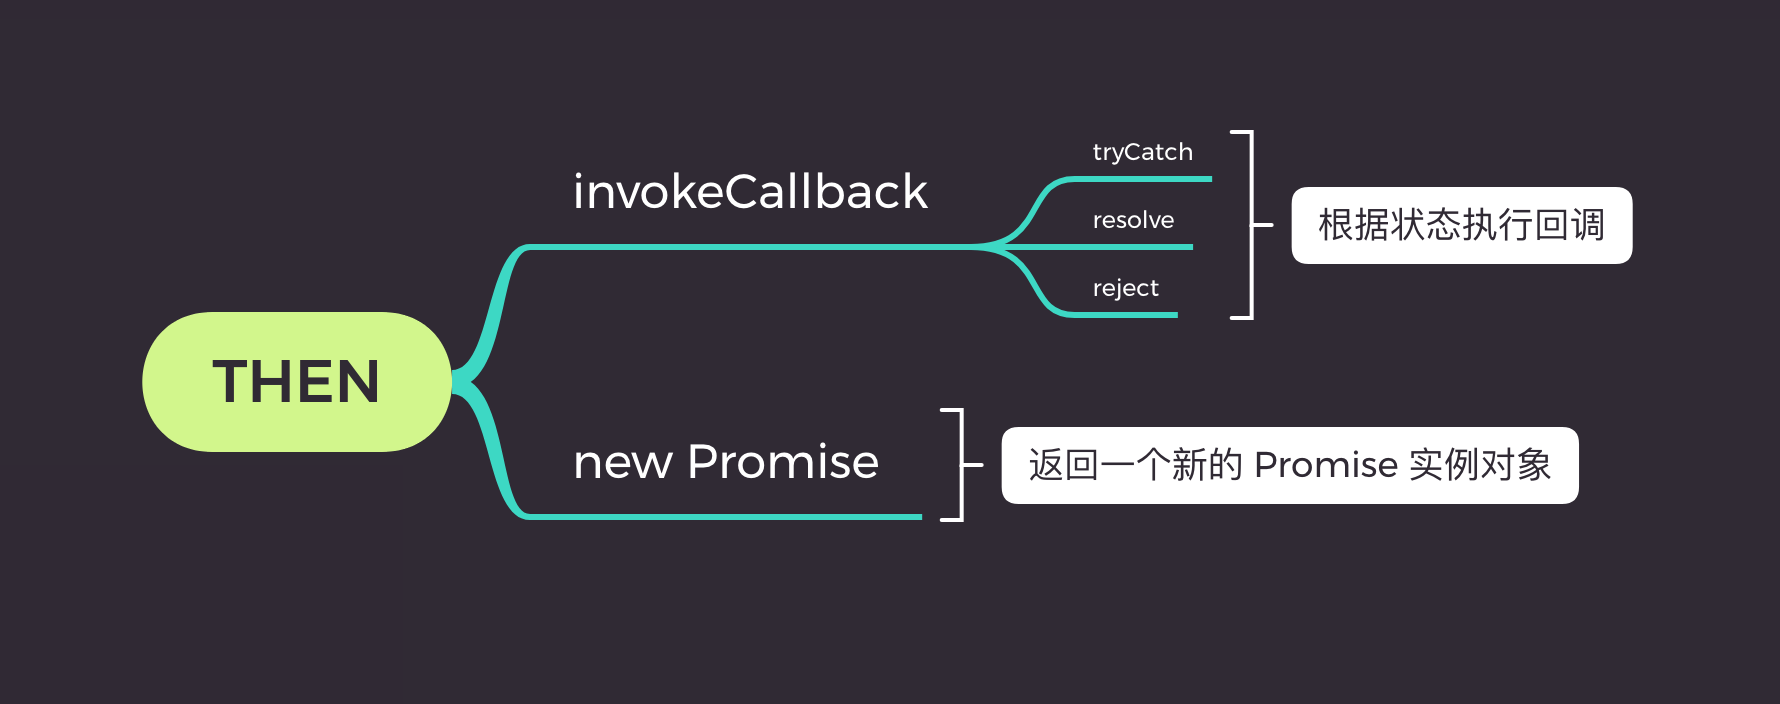 THEN
invokeCallback
tryCatch
resolve
reject
根据状态执行回调
new Promise
返回一个新的 Promise 实例对象